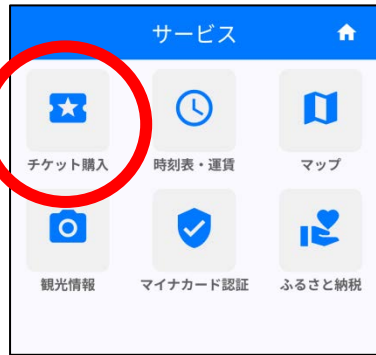 サービス
チケット購入
時刻表・運賃
マップ
観光情報
マイナカード認証
ふるさと納税